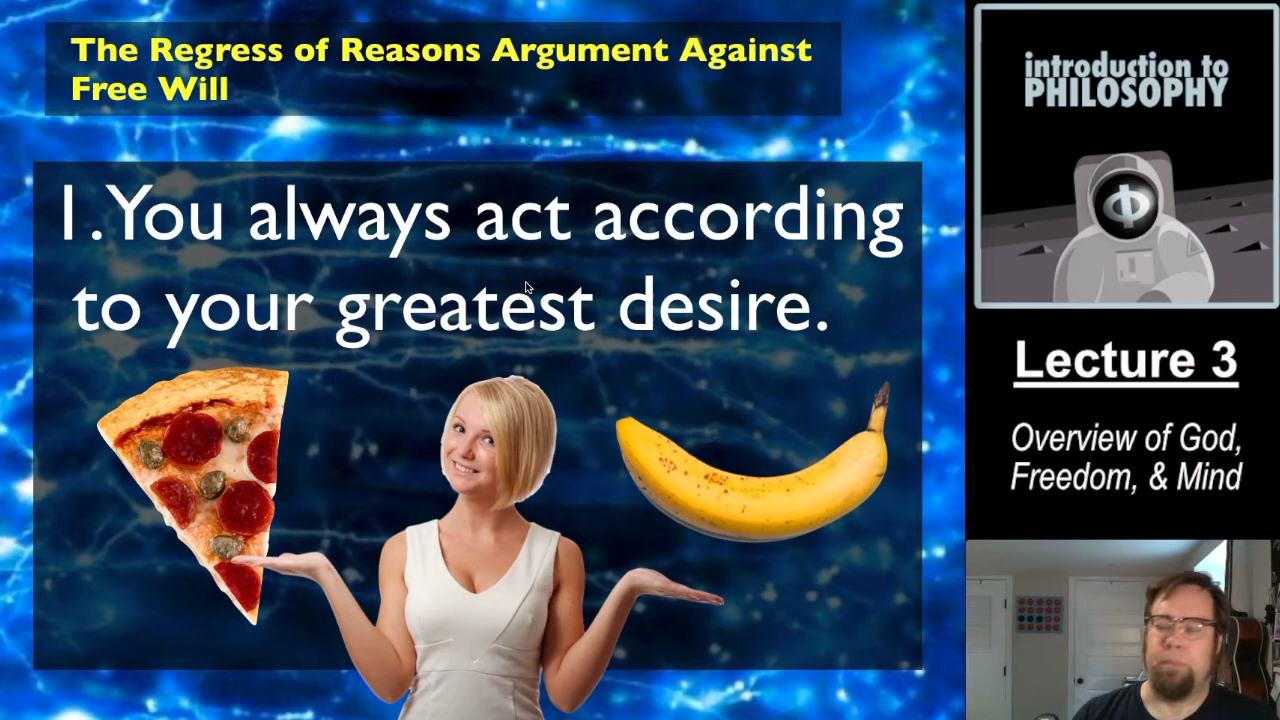 The Regress of Reasons Argument Against
Free Will
1. You always act according
to your greatest desire.
introduction to
PHILOSOPHY
Φ
Lecture 3
Overview of God,
Freedom, & Mind